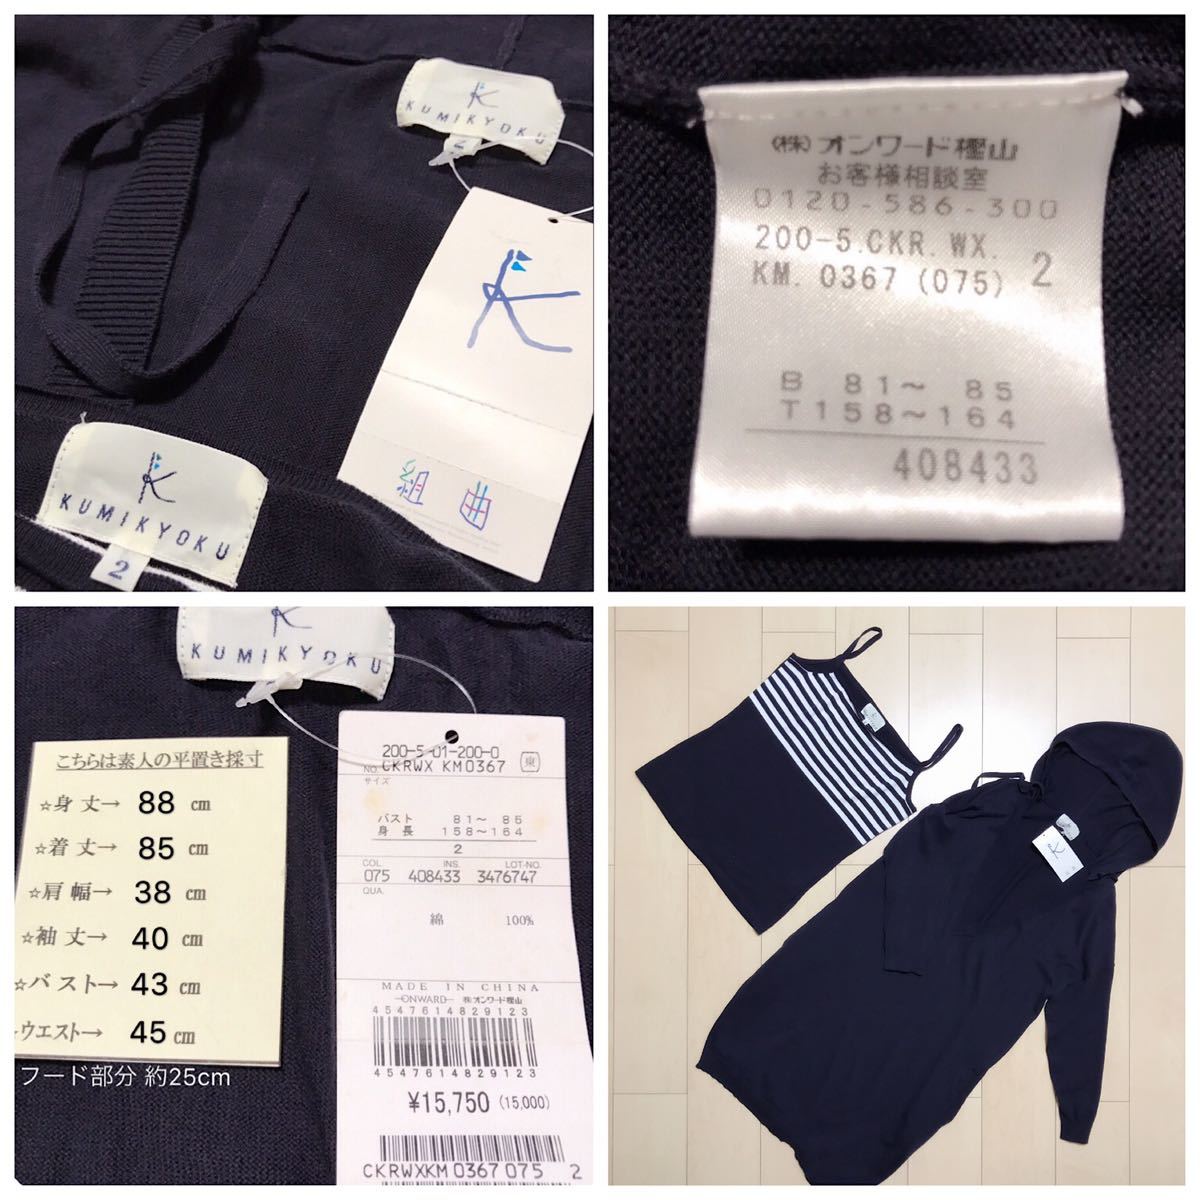 KUMIKYOKU
2
組曲
KUMIKYOKU
2
(株)オンワード樫山
お客様相談室
0120-586-300
200-5.CKR.WX.
KM.0367(075) 2
B 81~ 85
T158~164
408433
KUMIKYOKU
こちらは素人の平置き採寸
☆身 丈→ 88 cm
☆着 丈→ 85 cm
☆肩 幅→ 38 cm
☆袖 丈→ 40 cm
☆バスト→ 43 cm
☆ウエスト→ 45 cm
フード部分 約25cm
200-5-01-200-0
NO. CKRWX KM0367 (東)
サイズ
バスト 81~ 85
身 長 158~164
2
COL. INS. LOT-NO.
075 408433 3476747
QUA.
綿 100%
MADE IN CHINA
ONWARD 株式オンワード樫山
4547614829123
4547614829123
¥15,750 (15,000)
CKRWXKM0367075 2